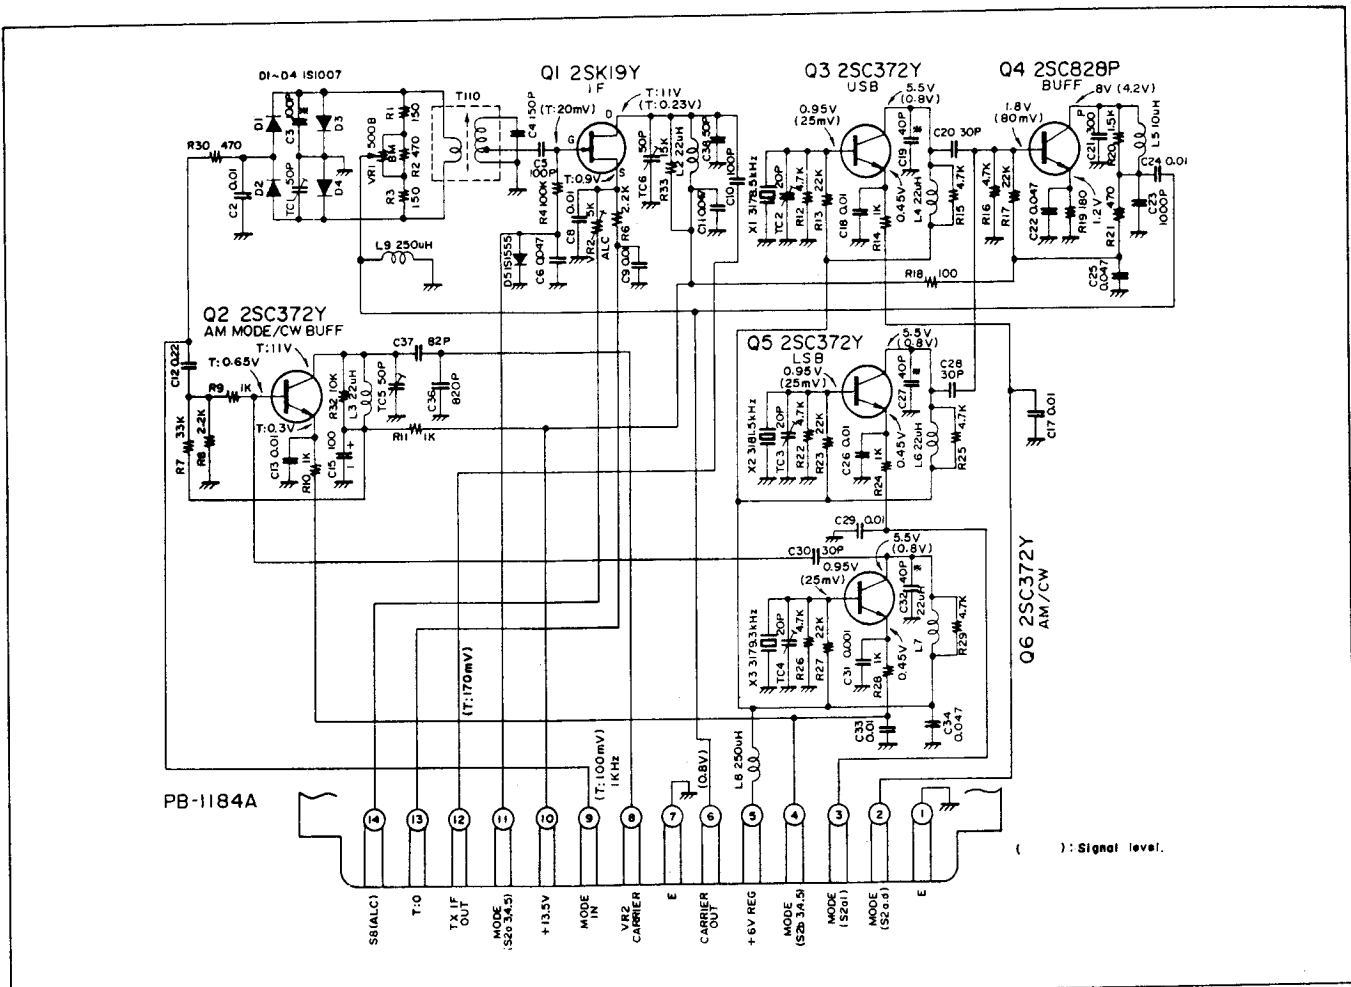 D1~D4 1S1007
Q1 2SK19Y
IF
Q3 2SC372Y
USB
Q4 2SC828P
BUFF
T110
C4 150P
(T:20mV)
T:11V
(T:0.23V)
5.5V
(0.8V)
8V (4.2V)
0.95V
(25mV)
1.8V
(80mV)
D1
C3 100P
*
D3
R1
150
R30 470
C2 0.01
D2
TC1 50P
D4
VR1 500B
BM
R2 470
R3
150
G
D
S
C5
100P
T:0.9V
R4 100K
TC6 50P
R33 15K
L2 22uH
C38 50P
C10 100P
C11 0.047
C8 0.01
VR2 5K
ALC
R6 2.2K
C9 0.01
D5 1S1555
C6 0.047
L9 250uH
X1 3178.5kHz
TC2 20P
R12 4.7K
R13 22K
C18 0.01
R14 1K
0.45V
C19 40P
*
C20 30P
L4 22uH
R15 4.7K
R16 4.7K
R17 22K
C22 0.047
R19 180
1.2V
P
C21 300
R20 1.5K
L5 10uH
C24 0.01
C23
1000P
R21 470
C25
0.047
R18 100
Q2 2SC372Y
AM MODE/CW BUFF
T:11V
T:0.65V
T:0.3V
C12 0.22
R9 1K
R7 33K
R8 2.2K
C13 0.01
R10 1K
C15 100
1
+
R32 10K
L3 22uH
TC5 50P
C37 82P
C36
820P
R11 1K
Q5 2SC372Y
LSB
5.5V
(0.8V)
0.95V
(25mV)
X2 3181.5kHz
TC3 20P
R22 4.7K
R23 22K
C26 0.01
R24 1K
0.45V
C27 40P
*
C28
30P
L6 22uH
R25 4.7K
C17 0.01
C29 0.01
C30 30P
5.5V
(0.8V)
0.95V
(25mV)
X3 3179.3kHz
TC4 20P
R26 4.7K
R27 22K
C31 0.001
R28 1K
0.45V
C32 40P
*
22uH
L7
R29 4.7K
Q6 2SC372Y
AM/CW
C33
0.01
C34
0.047
(T:170mV)
(T:100mV)
1KHz
(0.8V)
L8 250uH
PB-1184A
14 13 12 11 10 9 8 7 6 5 4 3 2 1
( ): Signal level.
S8(ALC)
T:0
TX IF
OUT
MODE
(S2a 3,4,5)
+13.5V
MODE
IN
VR2
CARRIER
E
CARRIER
OUT
+6V REG
MODE
(S2b 3,4,5)
MODE
(S2a1)
MODE
(S2a.d)
E